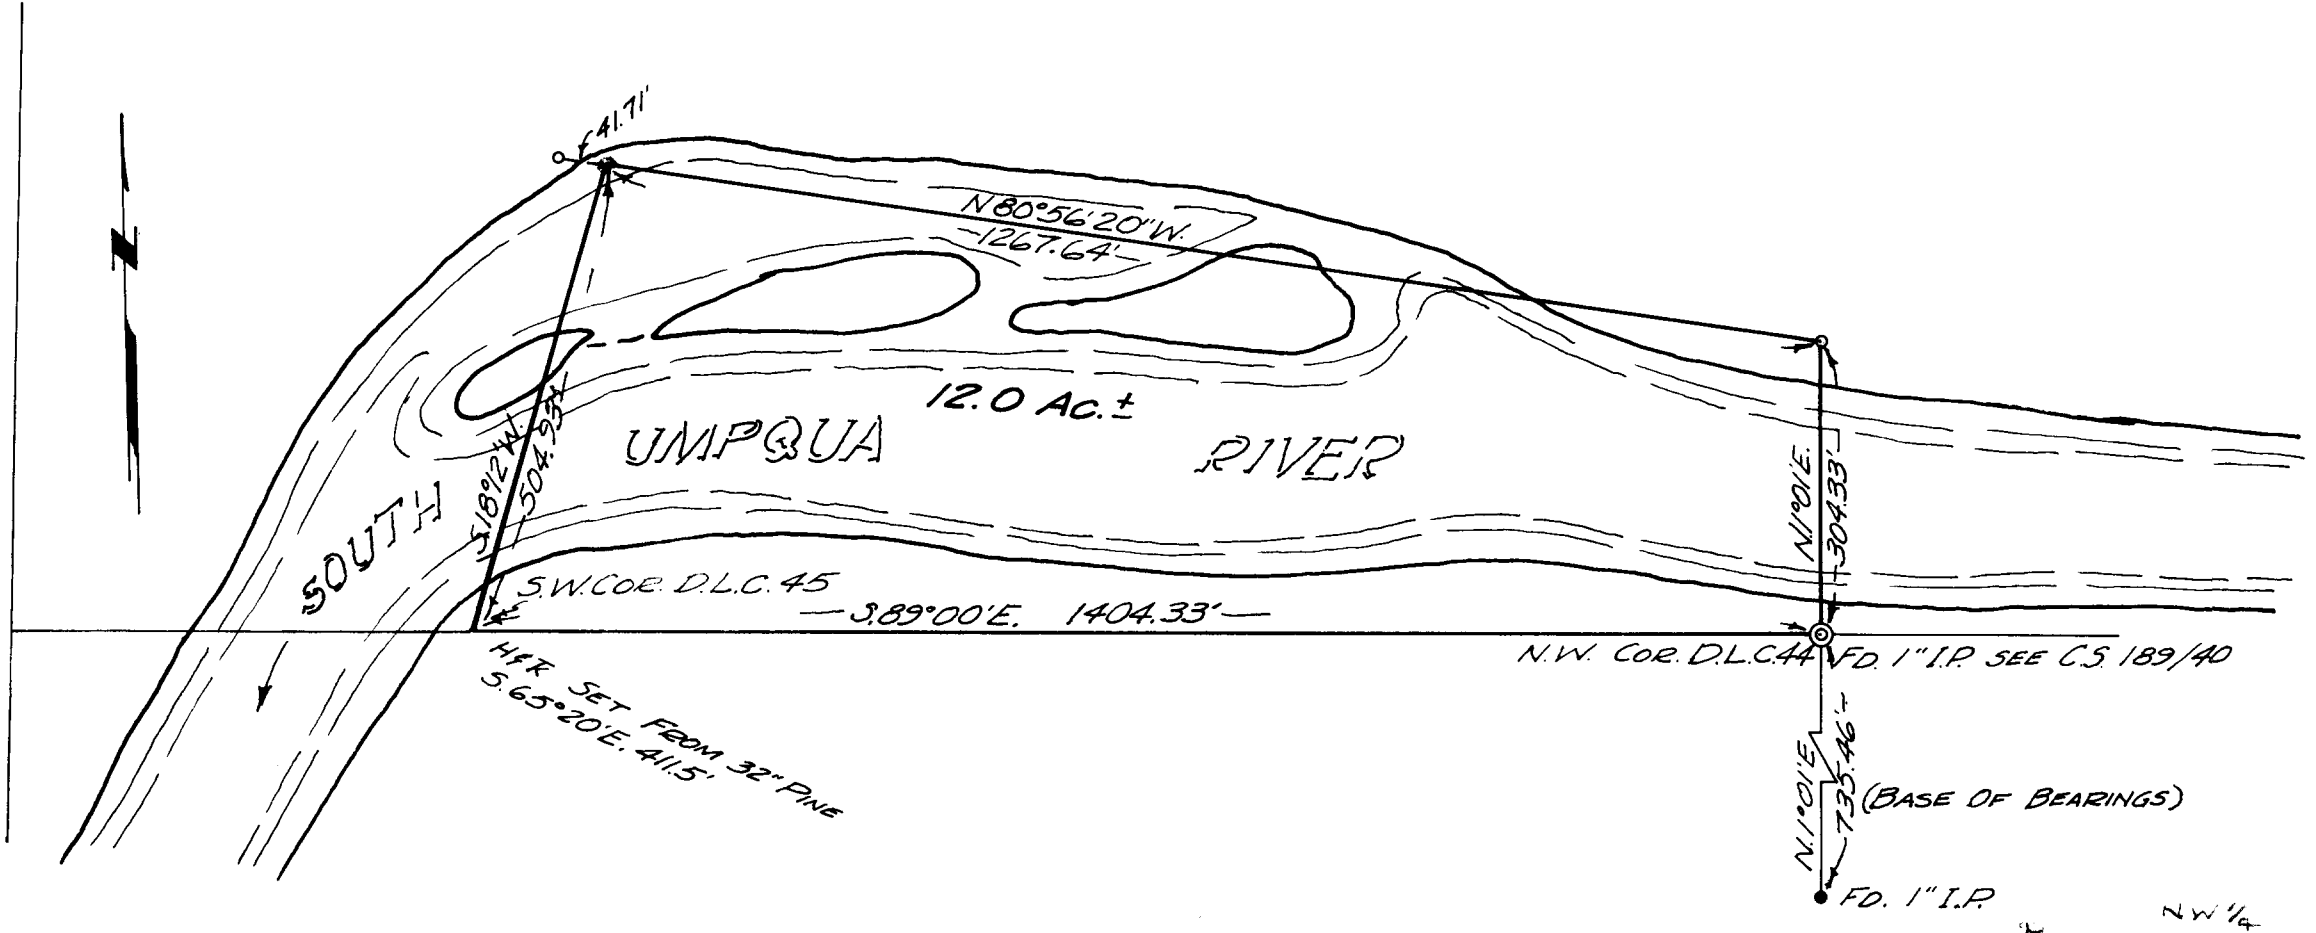 41.71'
N
N80°56'20"W.
-1267.64'-
12.0 Ac.±
S.18°12'W.
504.93'
SOUTH UMPQUA RIVER
N.1°01'E.
-304.33'-
S.W. COR. D.L.C. 45
— S.89°00'E. 1404.33' —
H&T SET FROM 32" PINE
S.65°20'E. 411.5'
N.W. COR. D.L.C. 44
FD. 1" I.P. SEE C.S. 189/40
N.1°01'E
-735.46'-
(BASE OF BEARINGS)
FD. 1" I.P.
NW 1/4